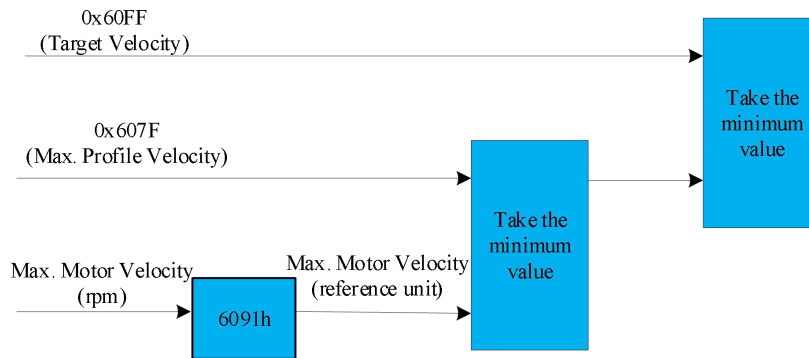 0x60FF
(Target Velocity)
Take the
minimum
value
0x607F
(Max. Profile Velocity)
Take the
minimum
value
Max. Motor Velocity
(rpm)
6091h
Max. Motor Velocity
(reference unit)